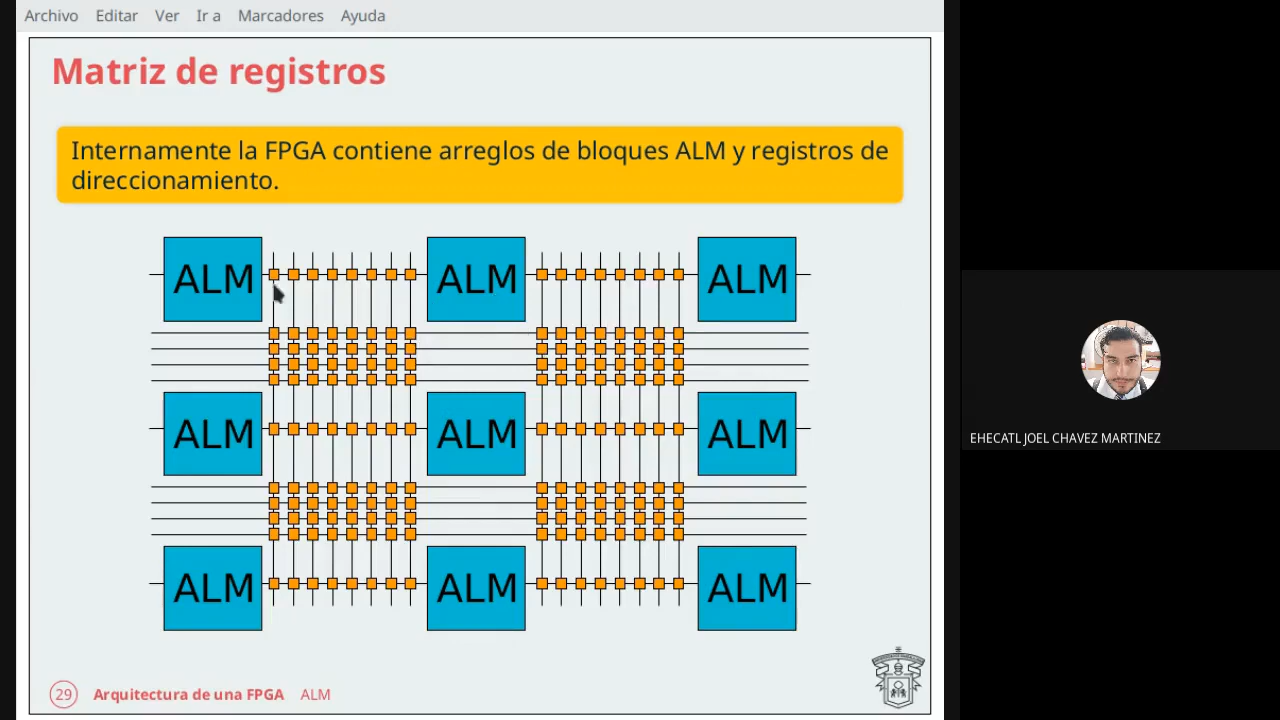 Archivo Editar Ver Ir a Marcadores Ayuda
Matriz de registros
Internamente la FPGA contiene arreglos de bloques ALM y registros de
direccionamiento.
ALM ALM ALM
ALM ALM ALM
ALM ALM ALM
29 Arquitectura de una FPGA ALM
EHECATL JOEL CHAVEZ MARTINEZ